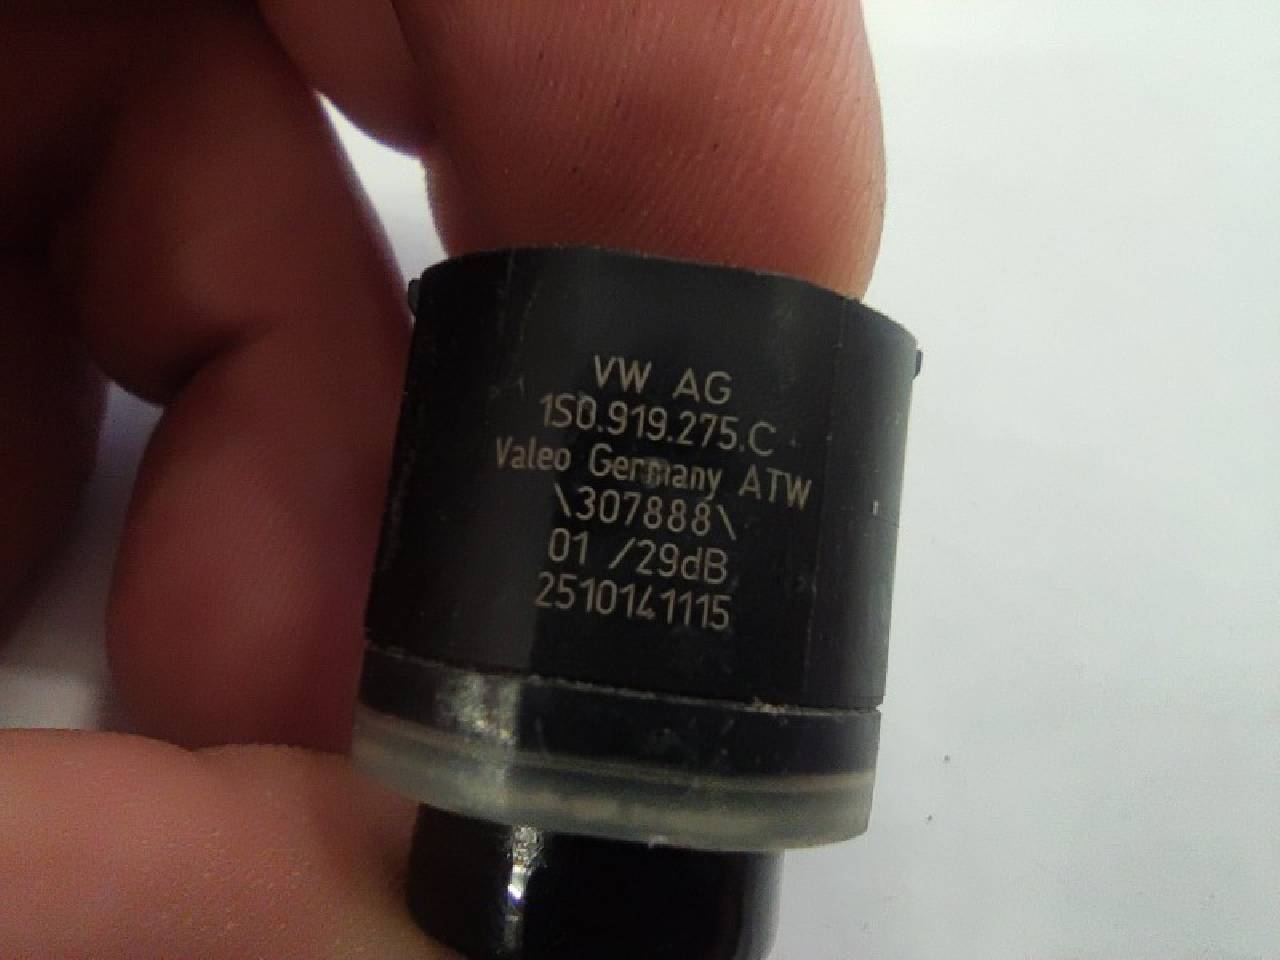 VW AG
1S0.919.275.C
Valeo Germany ATW
\307888\
01 /29dB
2510141115